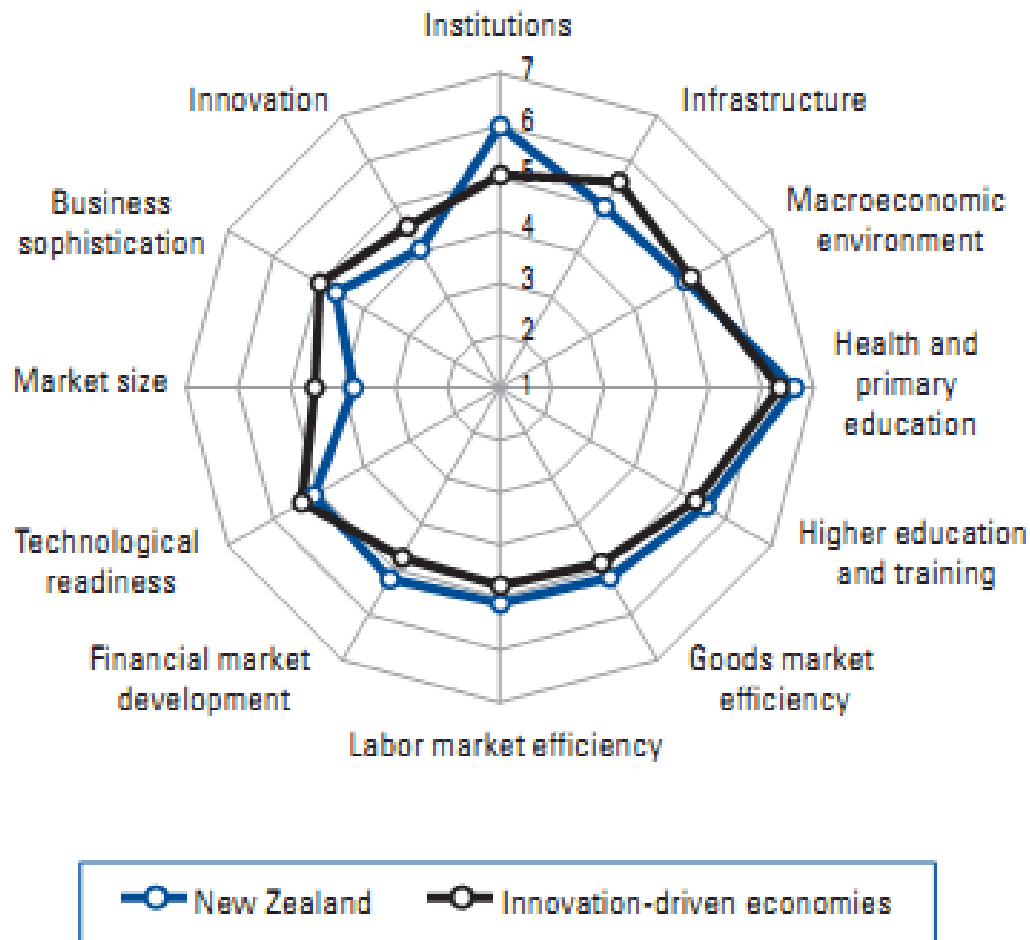 Institutions
7
Innovation
Infrastructure
6
5
Business
sophistication
Macroeconomic
environment
4
3
2
Market size
1
Health and
primary
education
Technological
readiness
Higher education
and training
Financial market
development
Goods market
efficiency
Labor market efficiency
New Zealand
Innovation-driven economies